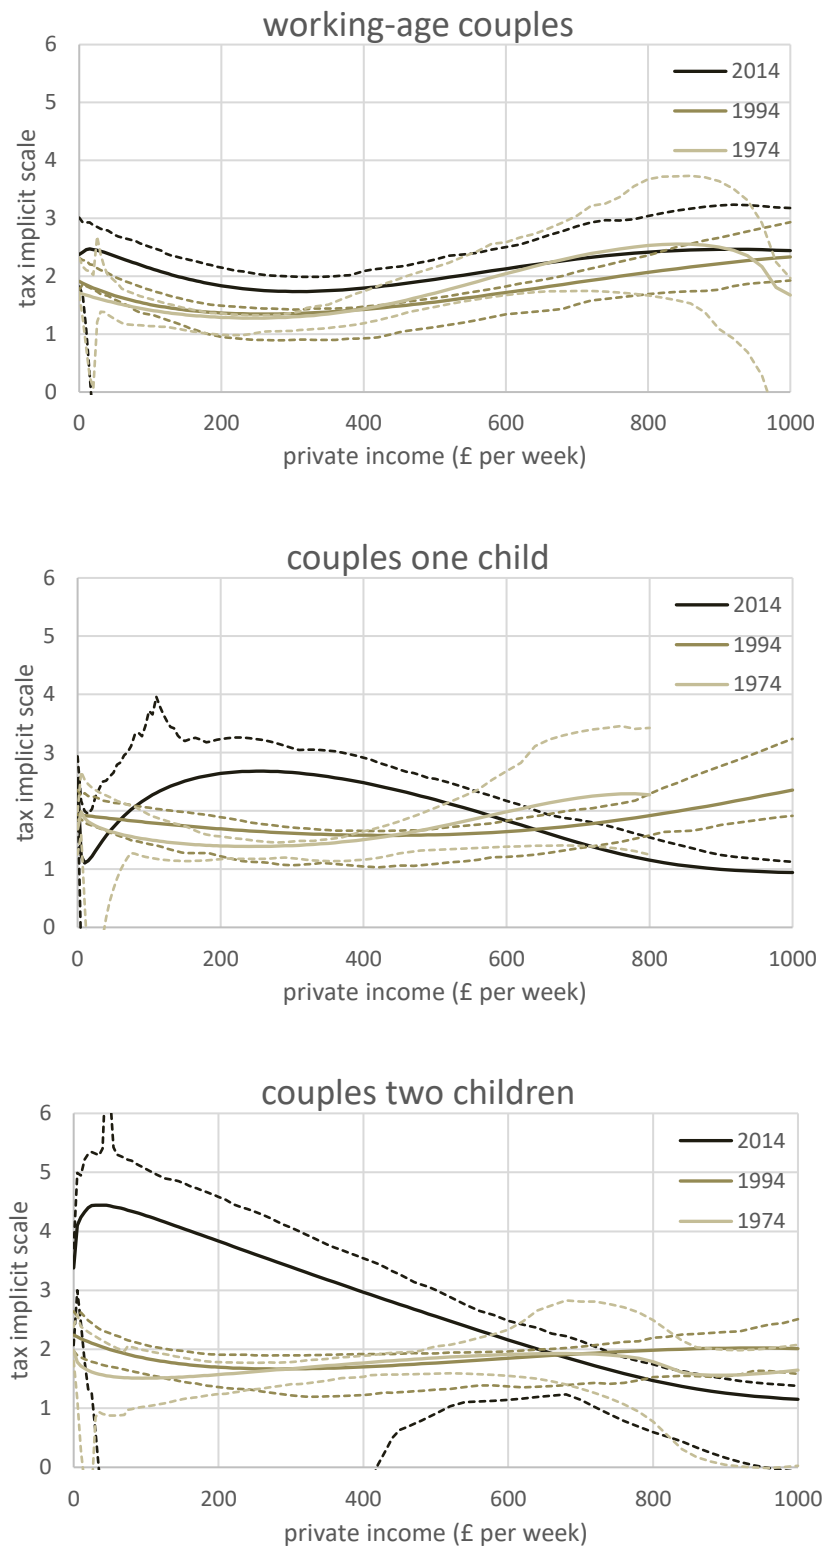 working-age couples
6
5
4
3
2
1
0
tax implicit scale
2014
1994
1974
0 200 400 600 800 1000
private income (£ per week)
couples one child
6
5
4
3
2
1
0
tax implicit scale
2014
1994
1974
0 200 400 600 800 1000
private income (£ per week)
couples two children
6
5
4
3
2
1
0
tax implicit scale
2014
1994
1974
0 200 400 600 800 1000
private income (£ per week)